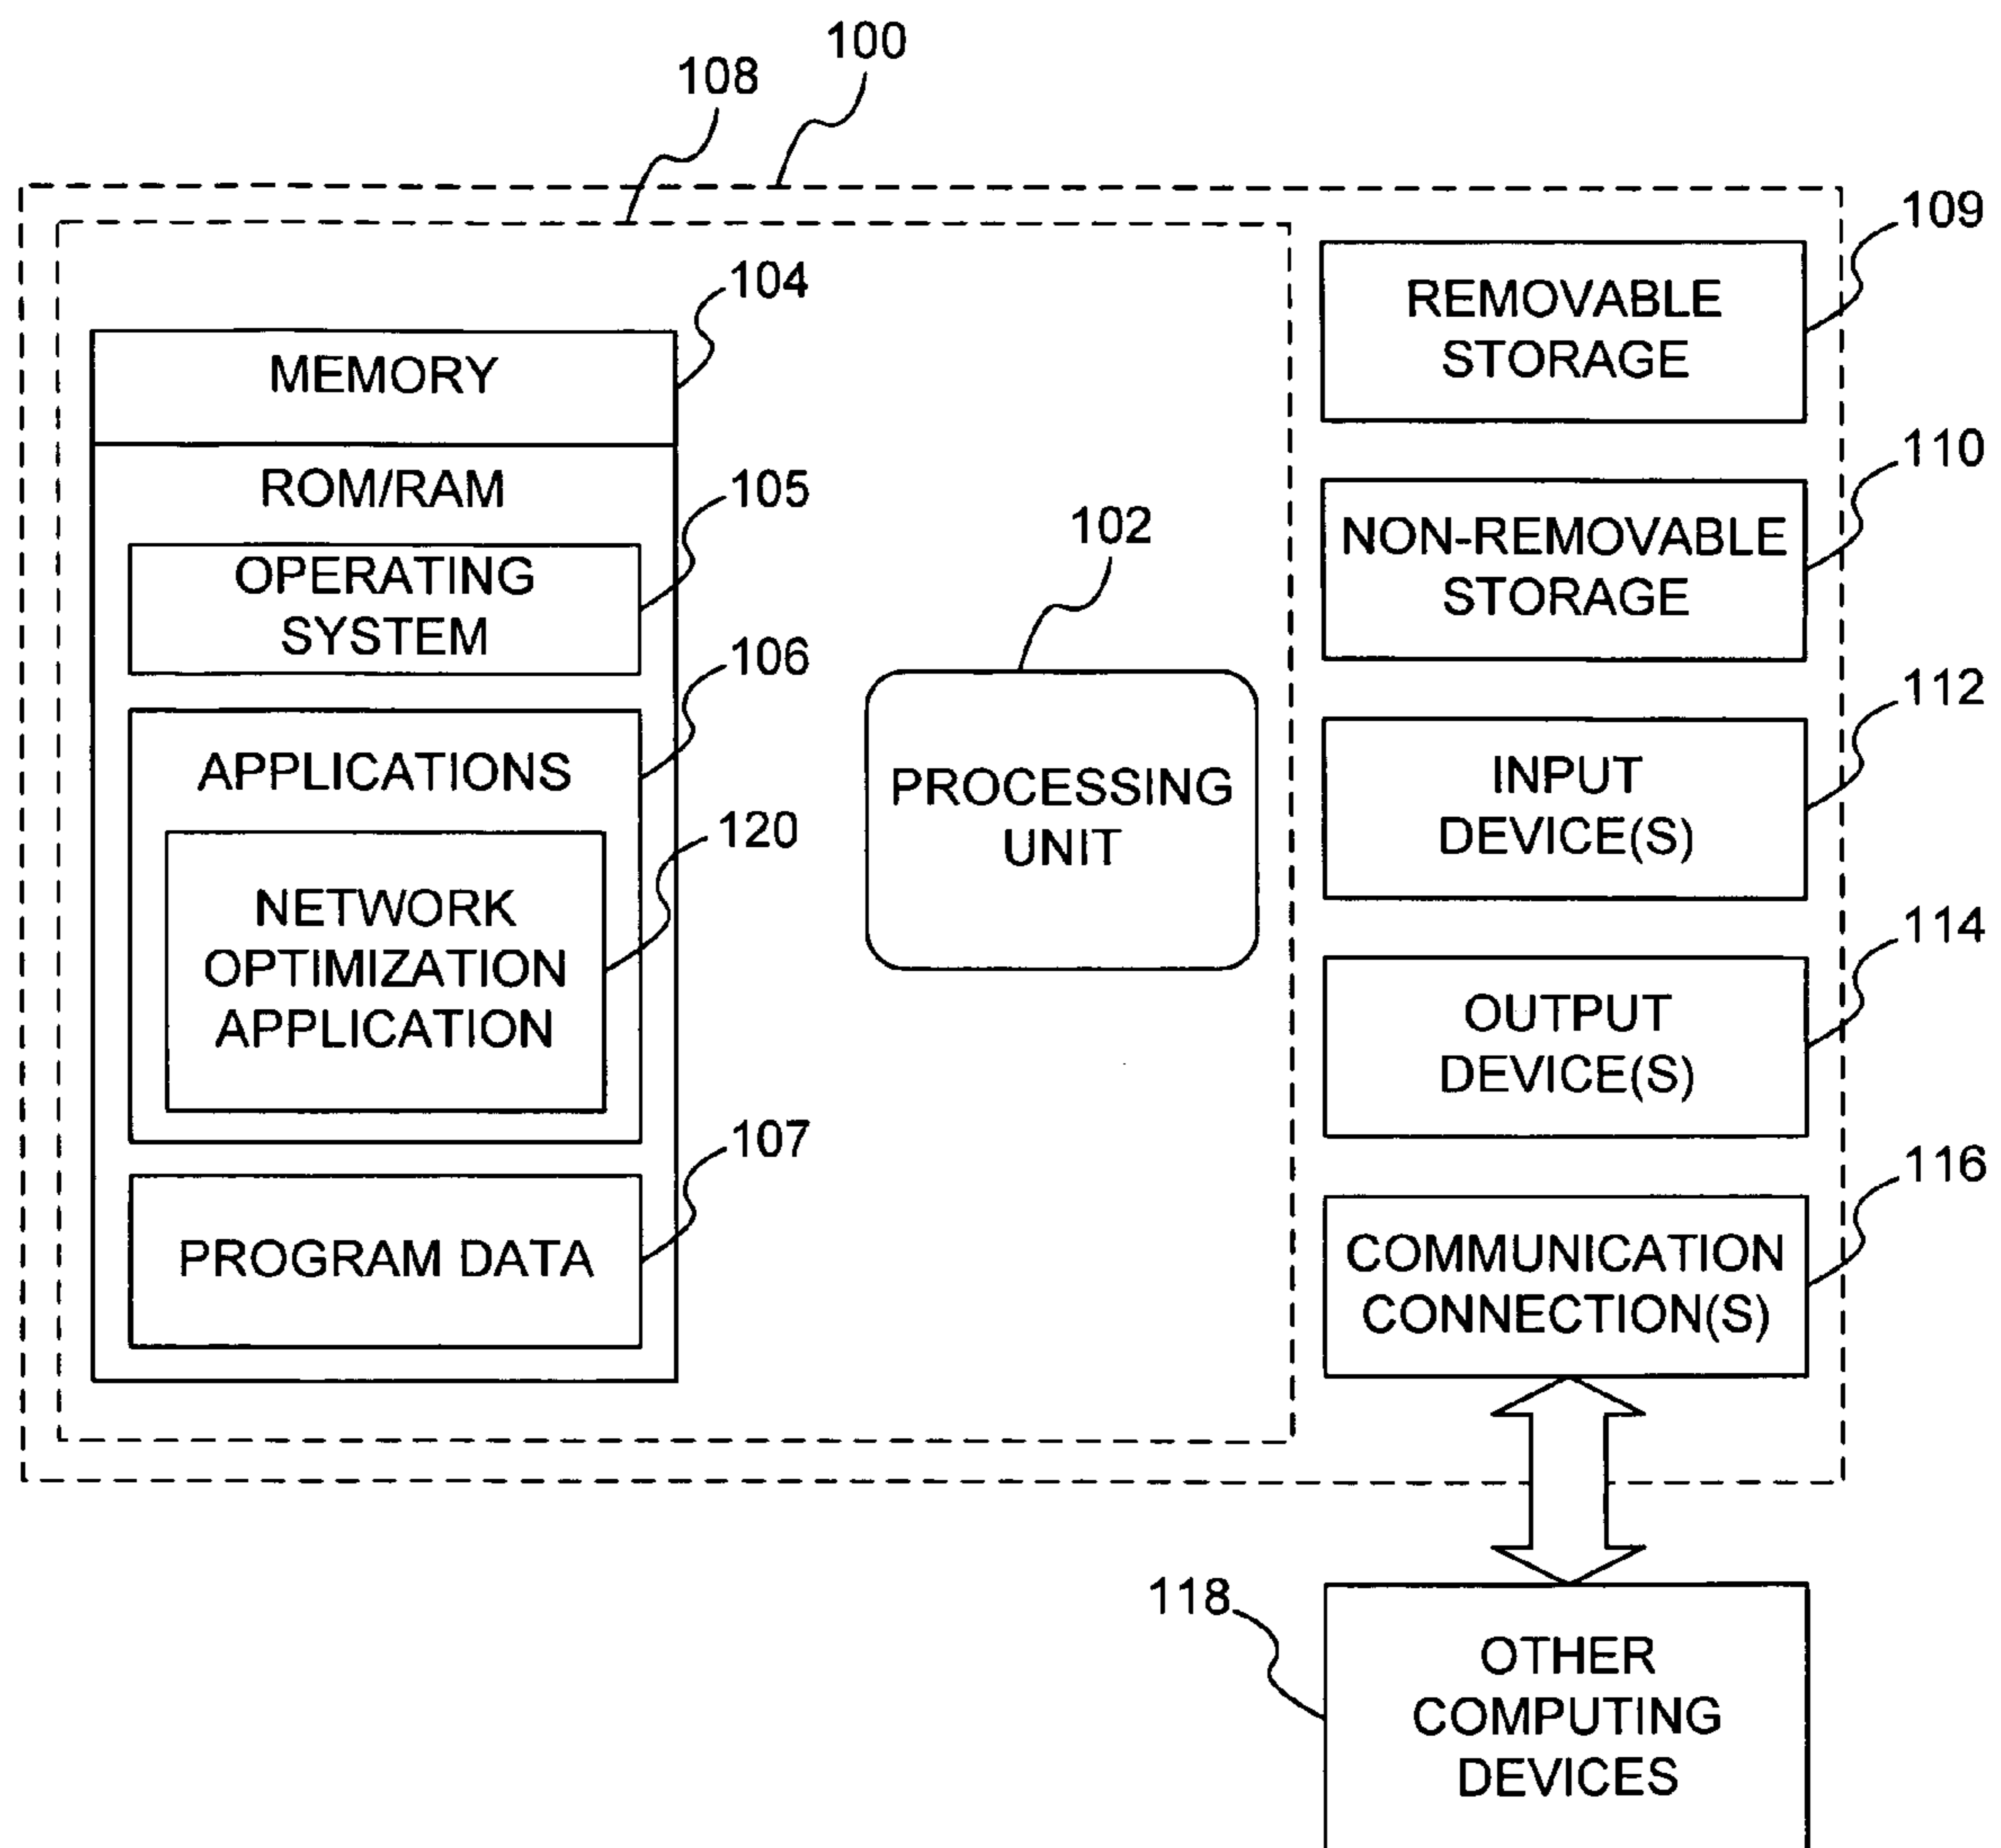 100
108
109
104
REMOVABLE
STORAGE
MEMORY
110
ROM/RAM
105
NON-REMOVABLE
STORAGE
102
OPERATING
SYSTEM
106
112
APPLICATIONS
PROCESSING
UNIT
INPUT
DEVICE(S)
120
NETWORK
OPTIMIZATION
APPLICATION
114
OUTPUT
DEVICE(S)
107
116
PROGRAM DATA
COMMUNICATION
CONNECTION(S)
118
OTHER
COMPUTING
DEVICES